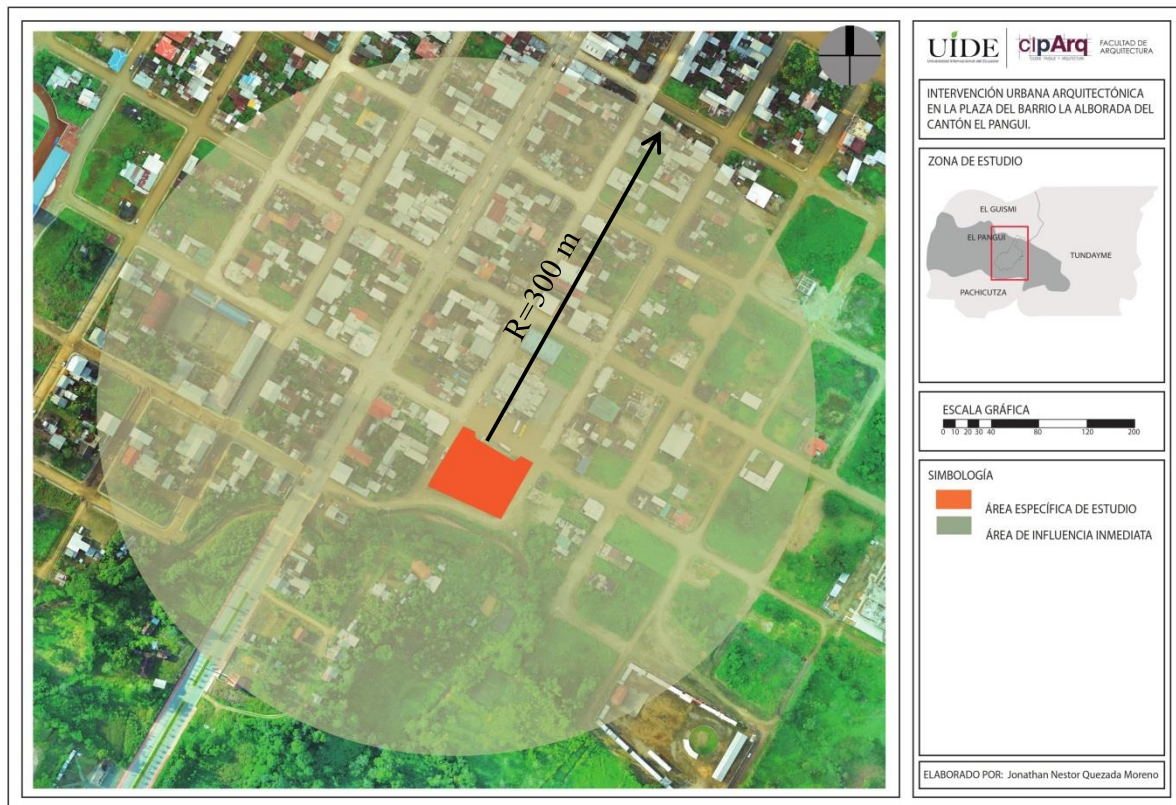 R=300 m
UIDE
Universidad Internacional del Ecuador
cipArq
FACULTAD DE
ARQUITECTURA
INTERVENCIÓN URBANA ARQUITECTÓNICA
EN LA PLAZA DEL BARRIO LA ALBORADA DEL
CANTÓN EL PANGUI.
ZONA DE ESTUDIO
EL GUISMI
EL PANGUI
TUNDAYME
PACHICUTZA
ESCALA GRÁFICA
0 10 20 30 40 80 120 200
SIMBOLOGÍA
ÁREA ESPECÍFICA DE ESTUDIO
ÁREA DE INFLUENCIA INMEDIATA
ELABORADO POR: Jonathan Nestor Quezada Moreno